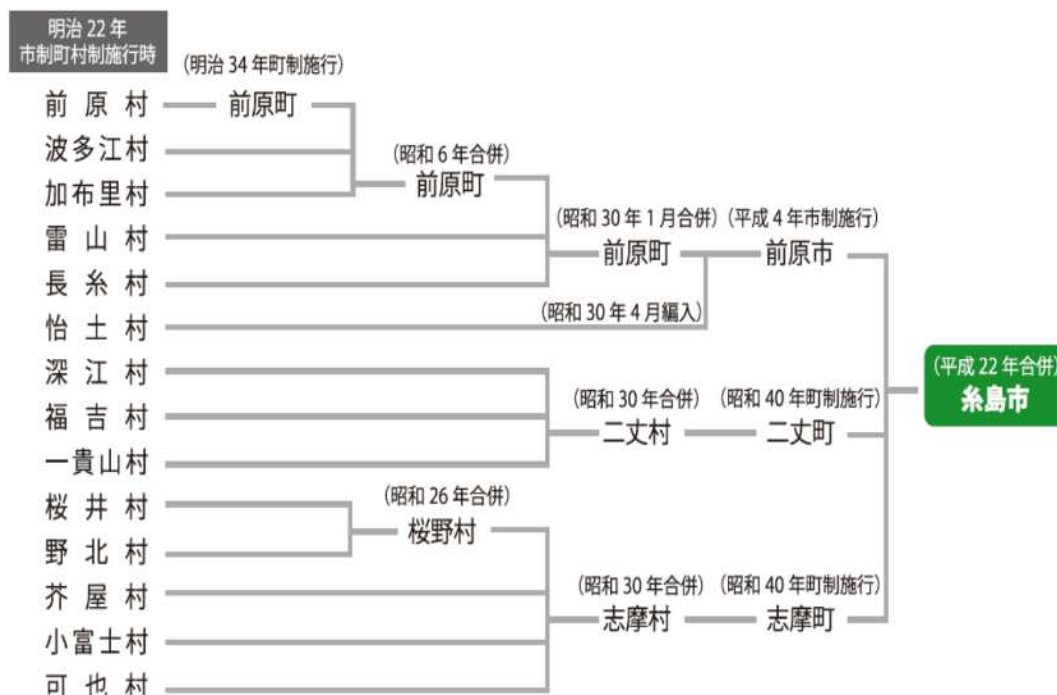 明治 22 年
市制町村制施行時
(明治 34 年町制施行)
前原村
前原町
波多江村
(昭和 6 年合併)
加布里村
前原町
(昭和 30 年 1 月合併)
(平成 4 年市制施行)
雷山村
前原町
前原市
長糸村
(昭和 30 年 4 月編入)
怡土村
(平成 22 年合併)
糸島市
深江村
(昭和 30 年合併)
(昭和 40 年町制施行)
福吉村
二丈村
二丈町
一貴山村
(昭和 26 年合併)
桜井村
桜野村
野北村
(昭和 30 年合併)
(昭和 40 年町制施行)
芥屋村
志摩村
志摩町
小富士村
可也村